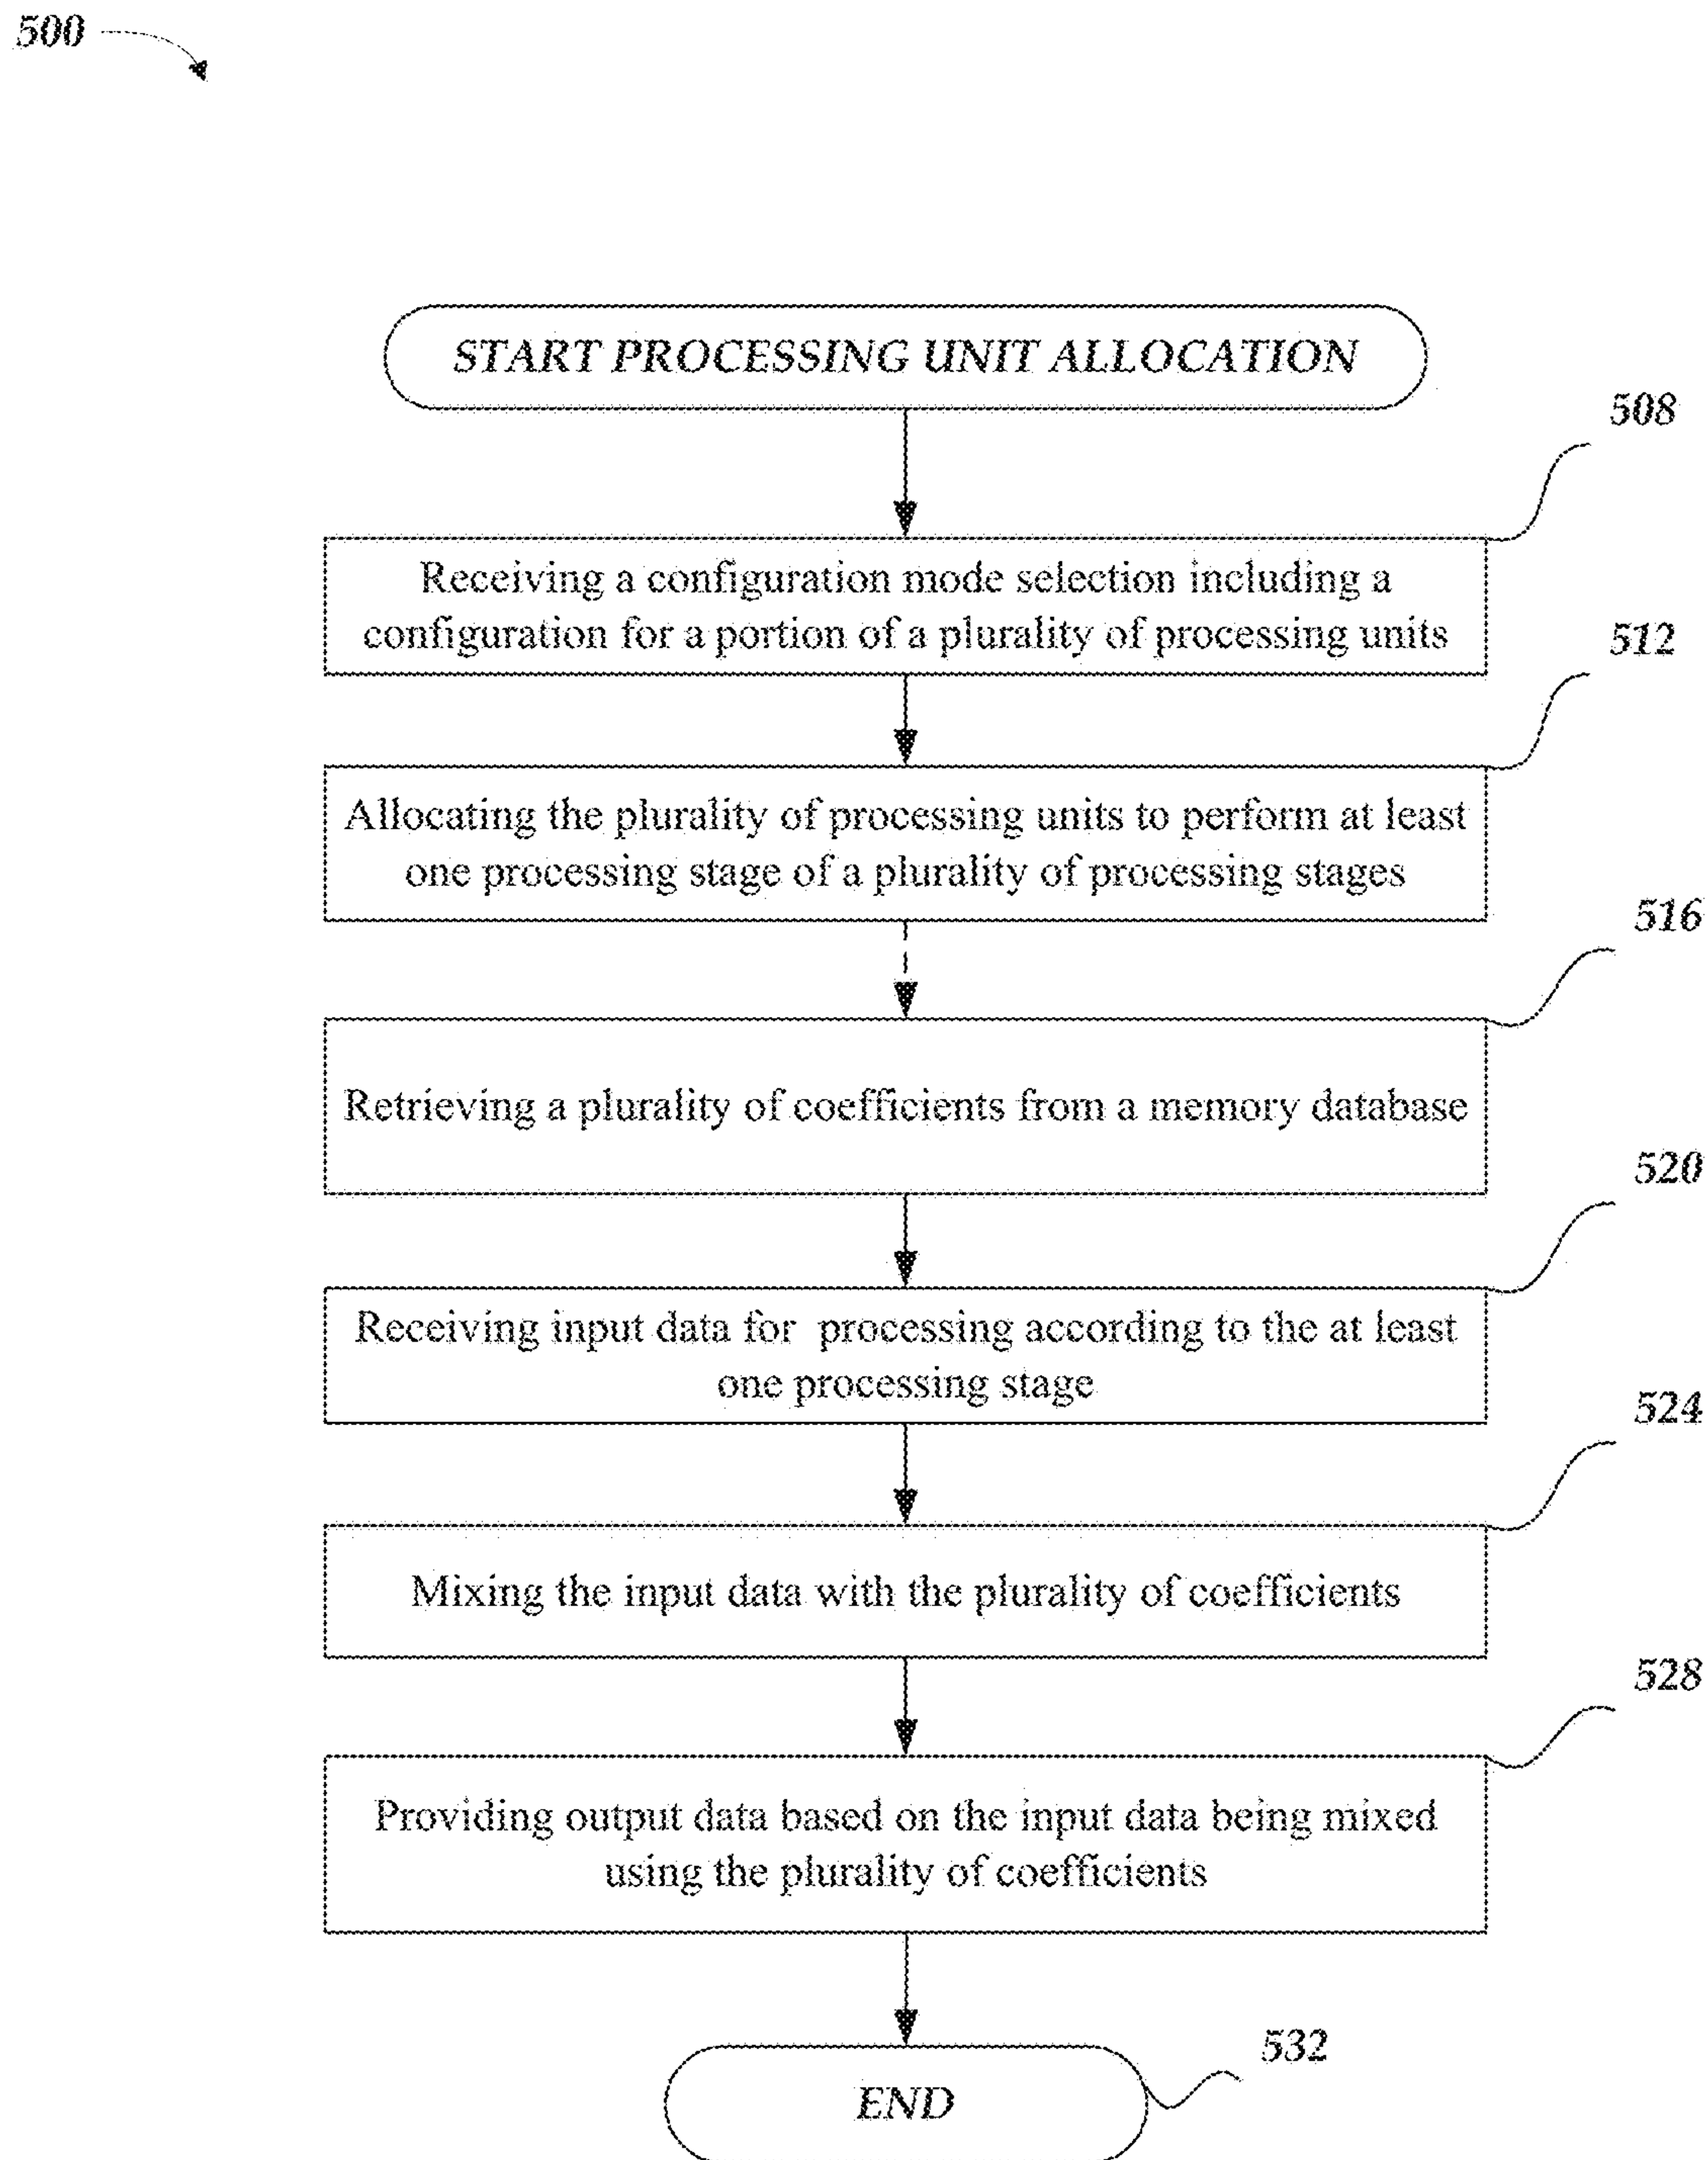 500
START PROCESSING UNIT ALLOCATION
508
Receiving a configuration mode selection including a
configuration for a portion of a plurality of processing units
512
Allocating the plurality of processing units to perform at least
one processing stage of a plurality of processing stages
516
Retrieving a plurality of coefficients from a memory database
520
Receiving input data for processing according to the at least
one processing stage
524
Mixing the input data with the plurality of coefficients
528
Providing output data based on the input data being mixed
using the plurality of coefficients
532
END